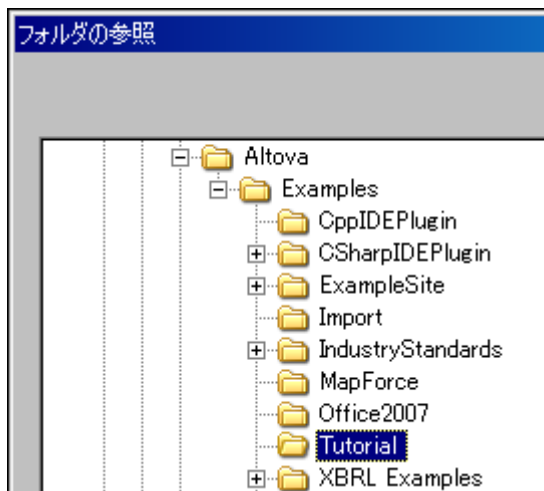 フォルダの参照
Altova
Examples
CppIDEPlugin
CSharpIDEPlugin
ExampleSite
Import
IndustryStandards
MapForce
Office2007
Tutorial
XBRL Examples